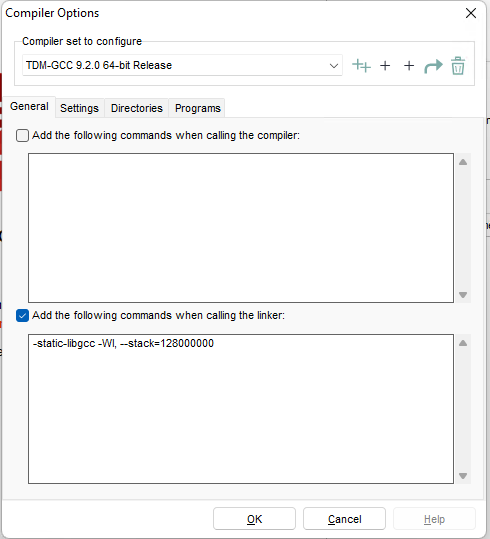 Compiler Options
Compiler set to configure
TDM-GCC 9.2.0 64-bit Release
General Settings Directories Programs
Add the following commands when calling the compiler:
Add the following commands when calling the linker:
-static-libgcc -Wl, --stack=128000000
OK Cancel Help